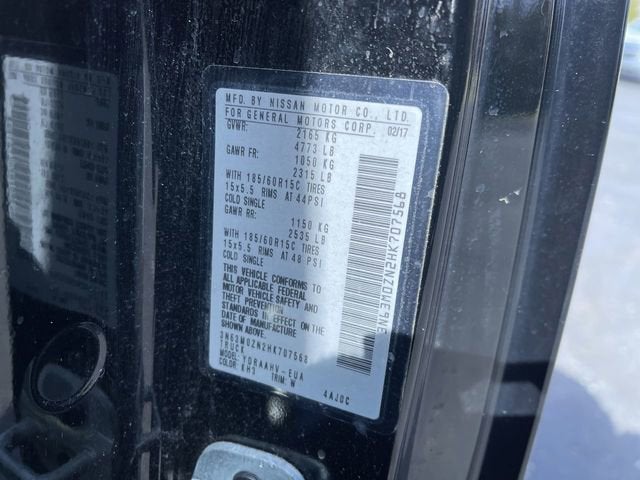 MFD. BY NISSAN MOTOR CO., LTD.
FOR GENERAL MOTORS CORP. 02/17
GVWR: 2165 KG
4773 LB
GAWR FR: 1050 KG
2315 LB
WITH 185/60R15C TIRES
15x5.5 RIMS AT 44 PSI
COLD SINGLE
GAWR RR: 1150 KG
2535 LB
WITH 185/60R15C TIRES
15x5.5 RIMS AT 48 PSI
COLD SINGLE
THIS VEHICLE CONFORMS TO
ALL APPLICABLE FEDERAL
MOTOR VEHICLE SAFETY AND
THEFT PREVENTION
STANDARDS IN EFFECT ON THE
DATE OF MANUFACTURE
SHOWN ABOVE.
3N63M0ZN2HK707568
TRUCK
MODEL: YDRAAHV-EUA
COLOR: KH3 TRIM: W
4AJ0C
3N63M0ZN2HK707568